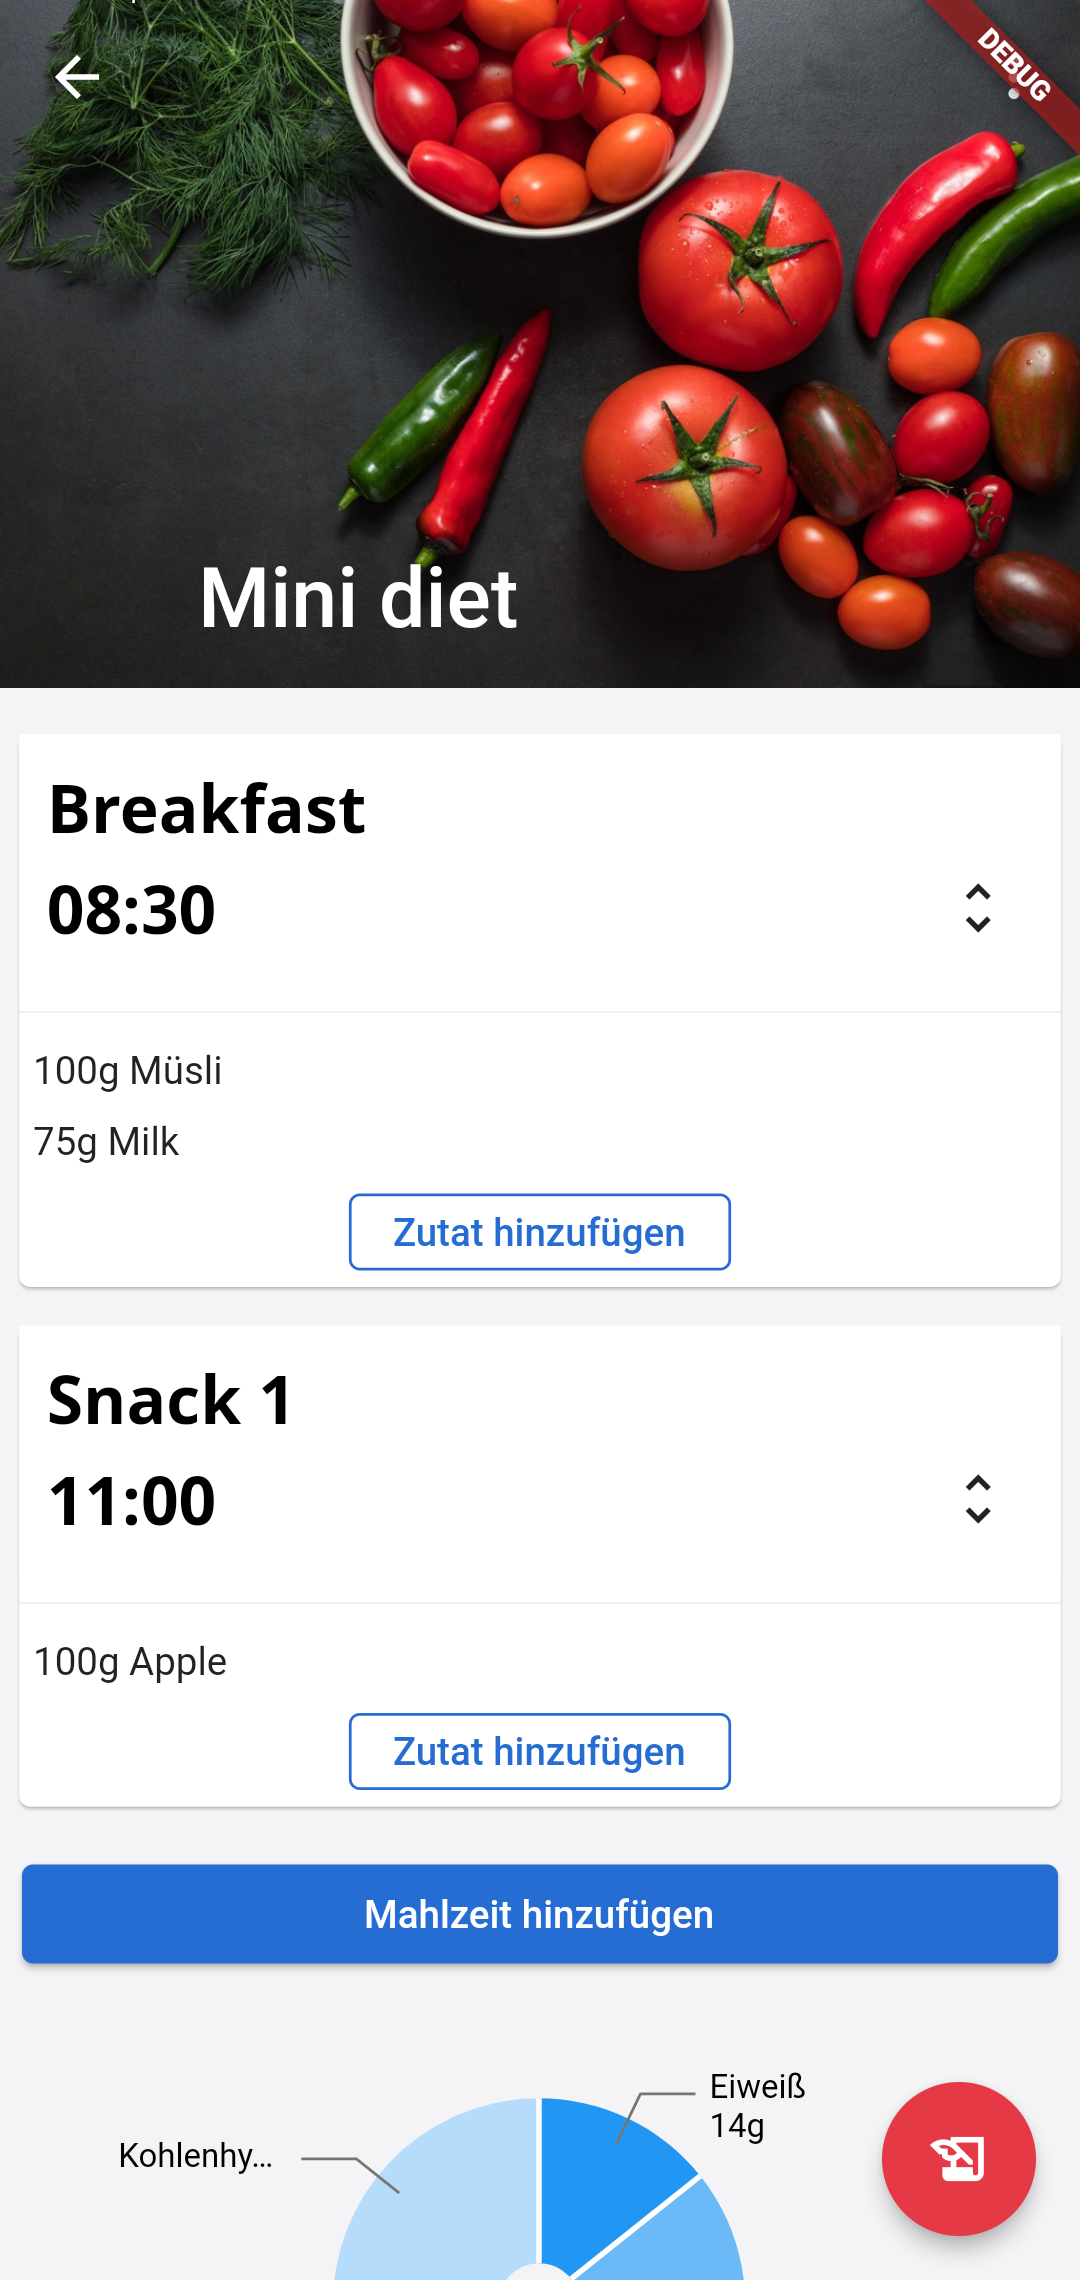 DEBUG
Mini diet
Breakfast
08:30
100g Müsli
75g Milk
Zutat hinzufügen
Snack 1
11:00
100g Apple
Zutat hinzufügen
Mahlzeit hinzufügen
Eiweiß
14g
Kohlenhy…